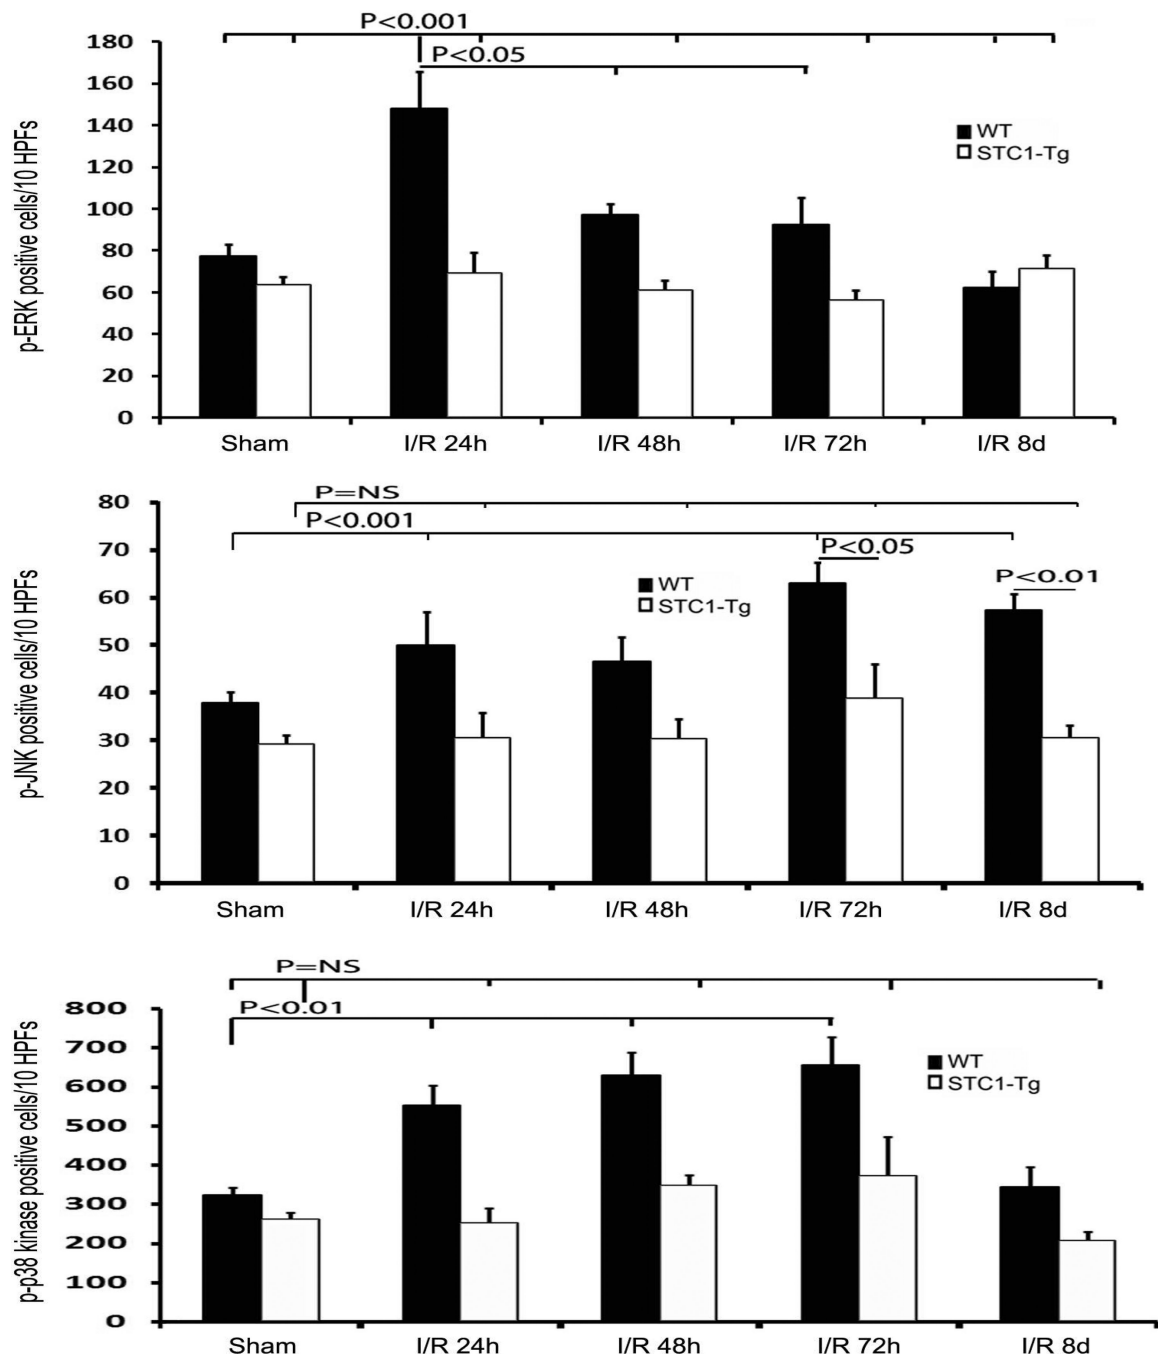 P<0.001
P<0.05
180
160
140
120
100
80
60
40
20
0
p-ERK positive cells/10 HPFs
WT
STC1-Tg
Sham I/R 24h I/R 48h I/R 72h I/R 8d
P=NS
P<0.001
P<0.05
P<0.01
80
70
60
50
40
30
20
10
0
p-JNK positive cells/10 HPFs
WT
STC1-Tg
Sham I/R 24h I/R 48h I/R 72h I/R 8d
P=NS
P<0.01
800
700
600
500
400
300
200
100
0
p-p38 kinase positive cells/10 HPFs
WT
STC1-Tg
Sham I/R 24h I/R 48h I/R 72h I/R 8d